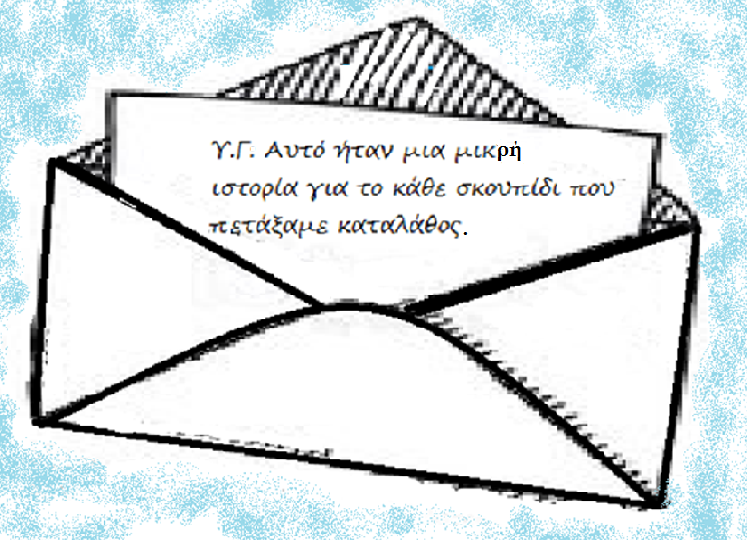 Υ.Γ. Αυτό ήταν μια μικρή
ιστορία για το κάθε σκουπίδι που
πετάξαμε καταλάθος.